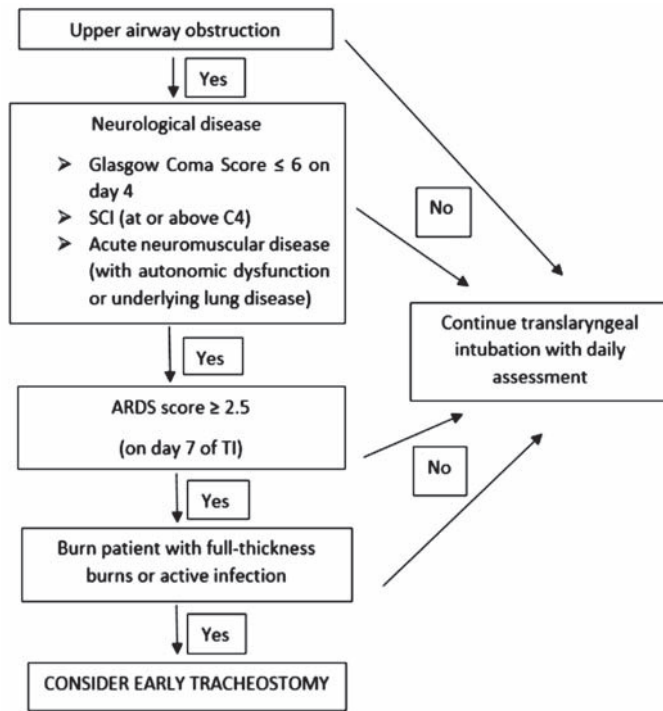 Upper airway obstruction
Yes
Neurological disease
➤ Glasgow Coma Score ≤ 6 on
day 4
➤ SCI (at or above C4)
➤ Acute neuromuscular disease
(with autonomic dysfunction
or underlying lung disease)
No
Continue translaryngeal
intubation with daily
assessment
Yes
ARDS score ≥ 2.5
(on day 7 of TI)
No
Yes
Burn patient with full-thickness
burns or active infection
Yes
CONSIDER EARLY TRACHEOSTOMY